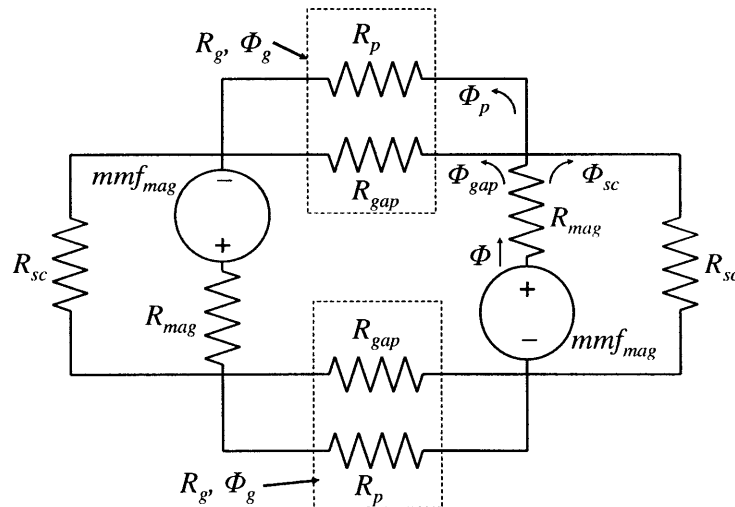 R_g, Φ_g
R_p
Φ_p
mmf_mag
−
R_gap
Φ_gap
Φ_sc
R_mag
R_sc
+
Φ
R_sc
R_mag
+
R_gap
−
mmf_mag
R_g, Φ_g
R_p